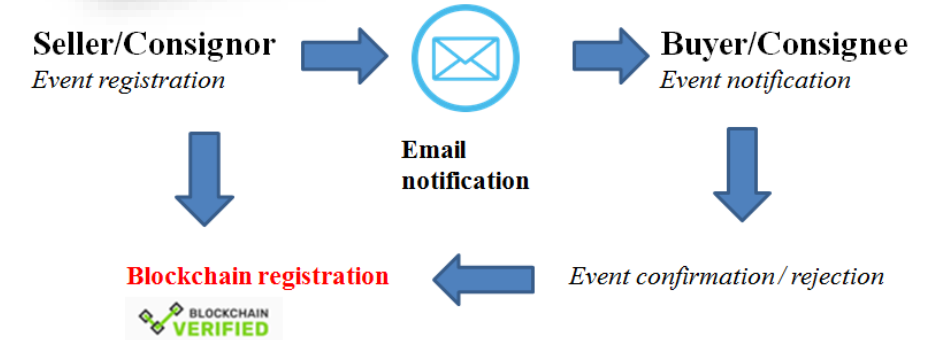 Seller/Consignor
Event registration
Buyer/Consignee
Event notification
Email
notification
Blockchain registration
Event confirmation/ rejection
BLOCKCHAIN
VERIFIED